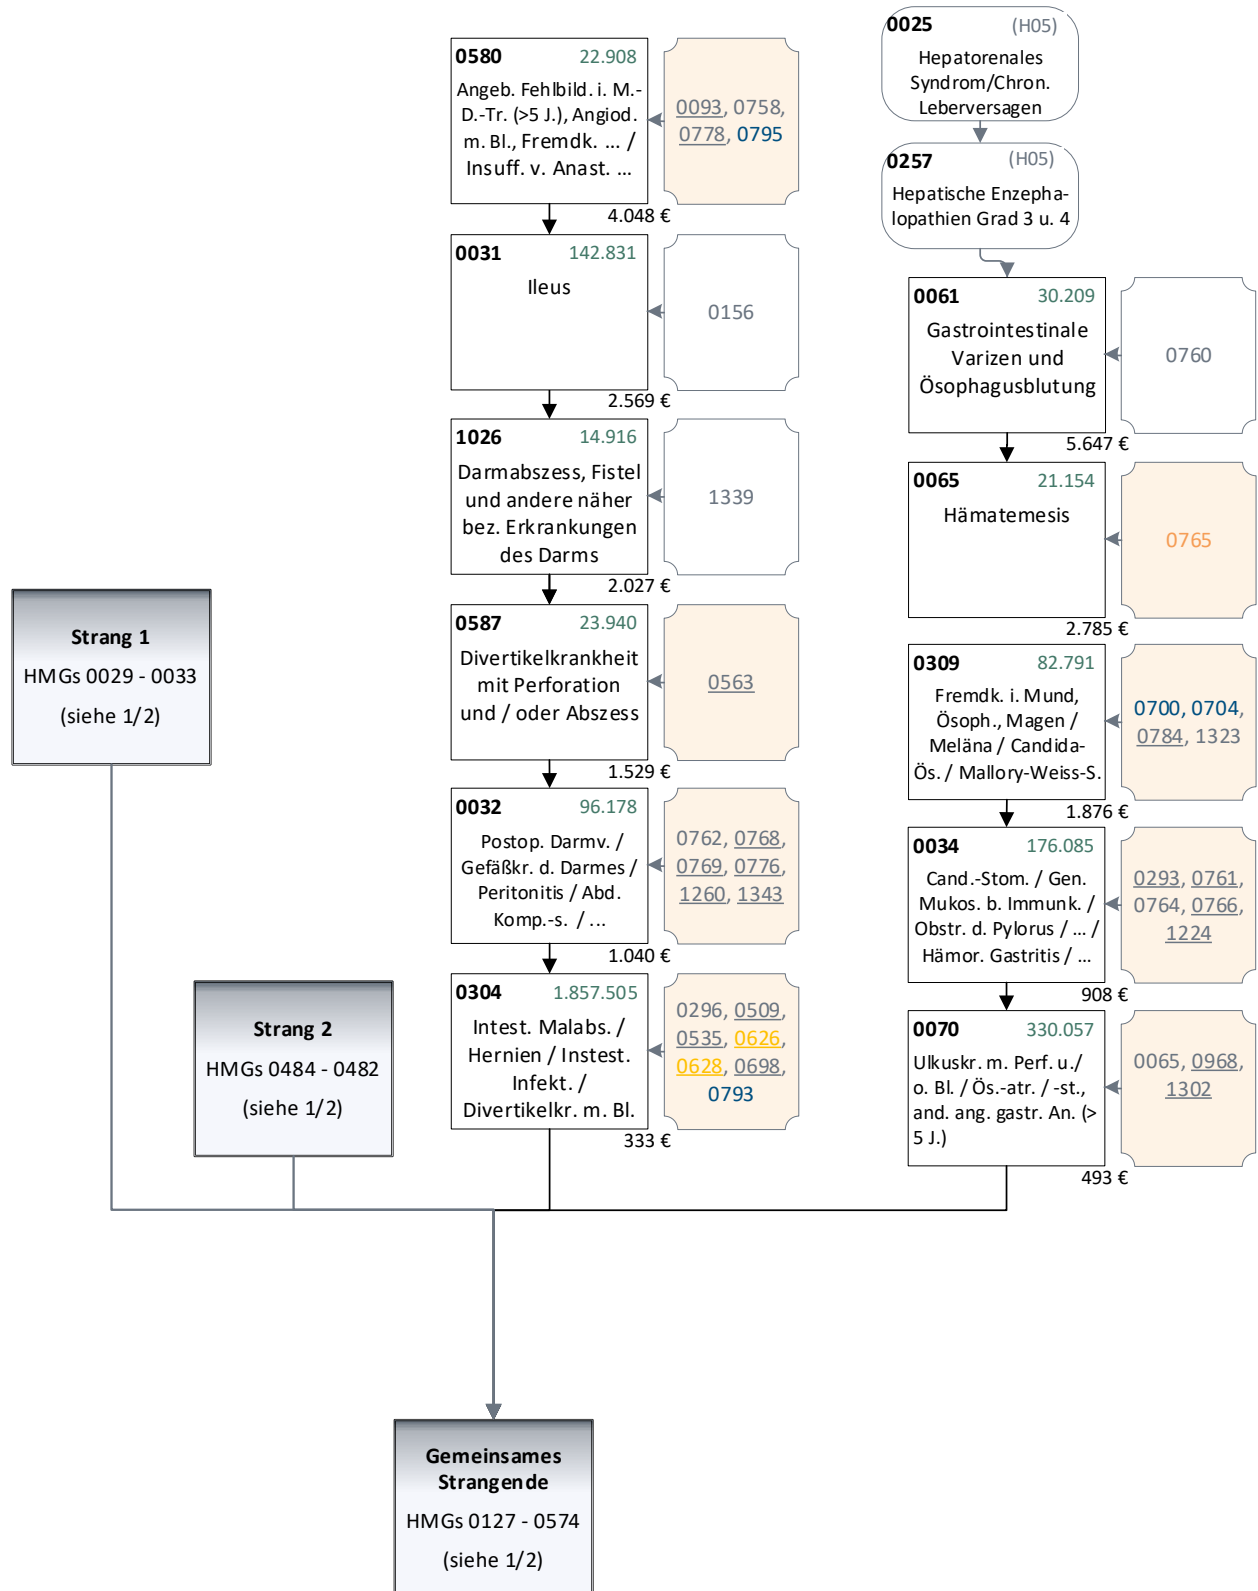 0580 22.908
Angeb. Fehlbild. i. M.-
D.-Tr. (>5 J.), Angiod.
m. Bl., Fremdk. ... /
Insuff. v. Anast. ...
4.048 €
0093, 0758,
0778, 0795
0031 142.831
Ileus
2.569 €
0156
1026 14.916
Darmabszess, Fistel
und andere näher
bez. Erkrankungen
des Darms
2.027 €
1339
0587 23.940
Divertikelkrankheit
mit Perforation
und / oder Abszess
1.529 €
0563
0032 96.178
Postop. Darmv. /
Gefäßkr. d. Darmes /
Peritonitis / Abd.
Komp.-s. / ...
1.040 €
0762, 0768,
0769, 0776,
1260, 1343
0304 1.857.505
Intest. Malabs. /
Hernien / Instest.
Infekt. /
Divertikelkr. m. Bl.
333 €
0296, 0509,
0535, 0626,
0628, 0698,
0793
0025 (H05)
Hepatorenales
Syndrom/Chron.
Leberversagen
0257 (H05)
Hepatische Enzepha-
lopathien Grad 3 u. 4
0061 30.209
Gastrointestinale
Varizen und
Ösophagusblutung
5.647 €
0760
0065 21.154
Hämatemesis
2.785 €
0765
0309 82.791
Fremdk. i. Mund,
Ösoph., Magen /
Meläna / Candida-
Ös. / Mallory-Weiss-S.
1.876 €
0700, 0704,
0784, 1323
0034 176.085
Cand.-Stom. / Gen.
Mukos. b. Immunk. /
Obstr. d. Pylorus / ... /
Hämor. Gastritis / ...
908 €
0293, 0761,
0764, 0766,
1224
0070 330.057
Ulkuskr. m. Perf. u./
o. Bl. / Ös.-atr. / -st.,
and. ang. gastr. An. (>
5 J.)
493 €
0065, 0968,
1302
Strang 1
HMGs 0029 - 0033
(siehe 1/2)
Strang 2
HMGs 0484 - 0482
(siehe 1/2)
Gemeinsames
Strangende
HMGs 0127 - 0574
(siehe 1/2)